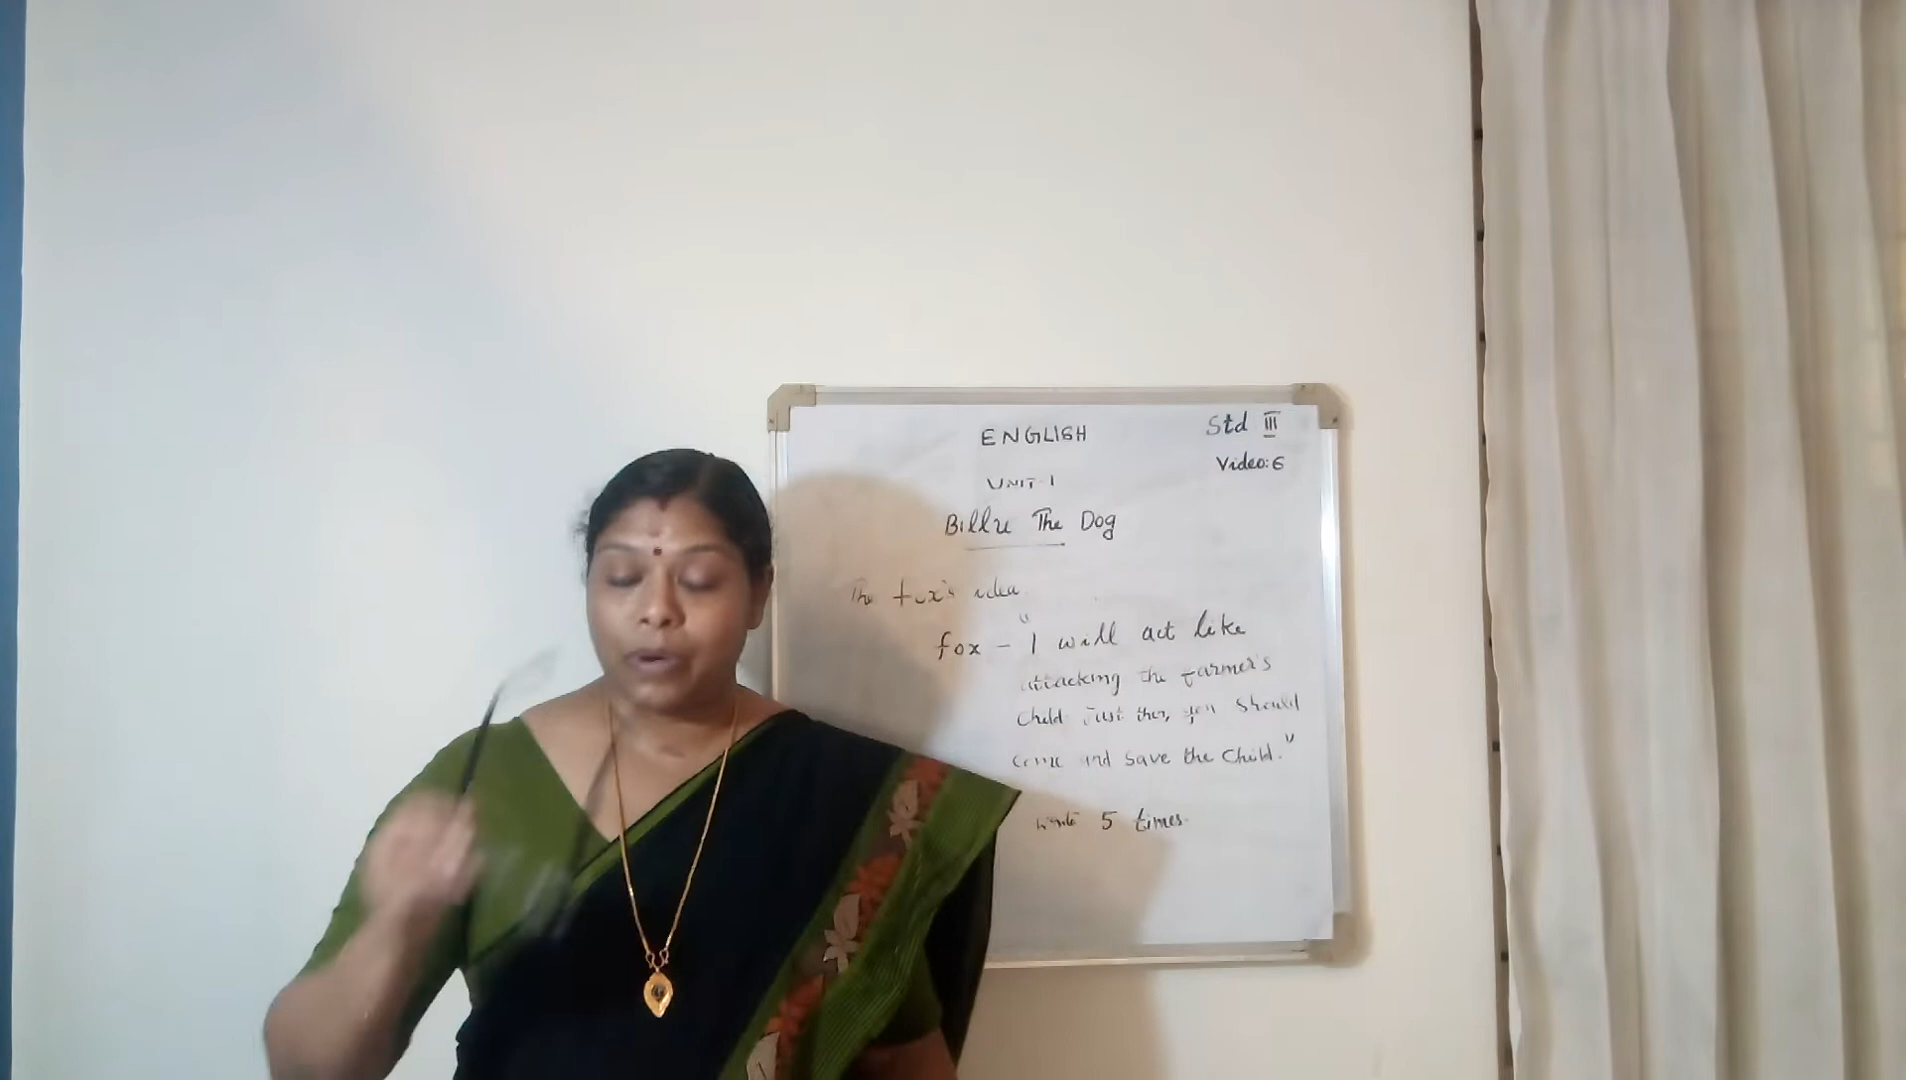 ENGLISH
Std III
Video:6
UNIT-1
Billu The Dog
The fox's idea.
fox - "I will act like
attacking the farmer's
Child Just then, you should
come and save the child."
write 5 times.